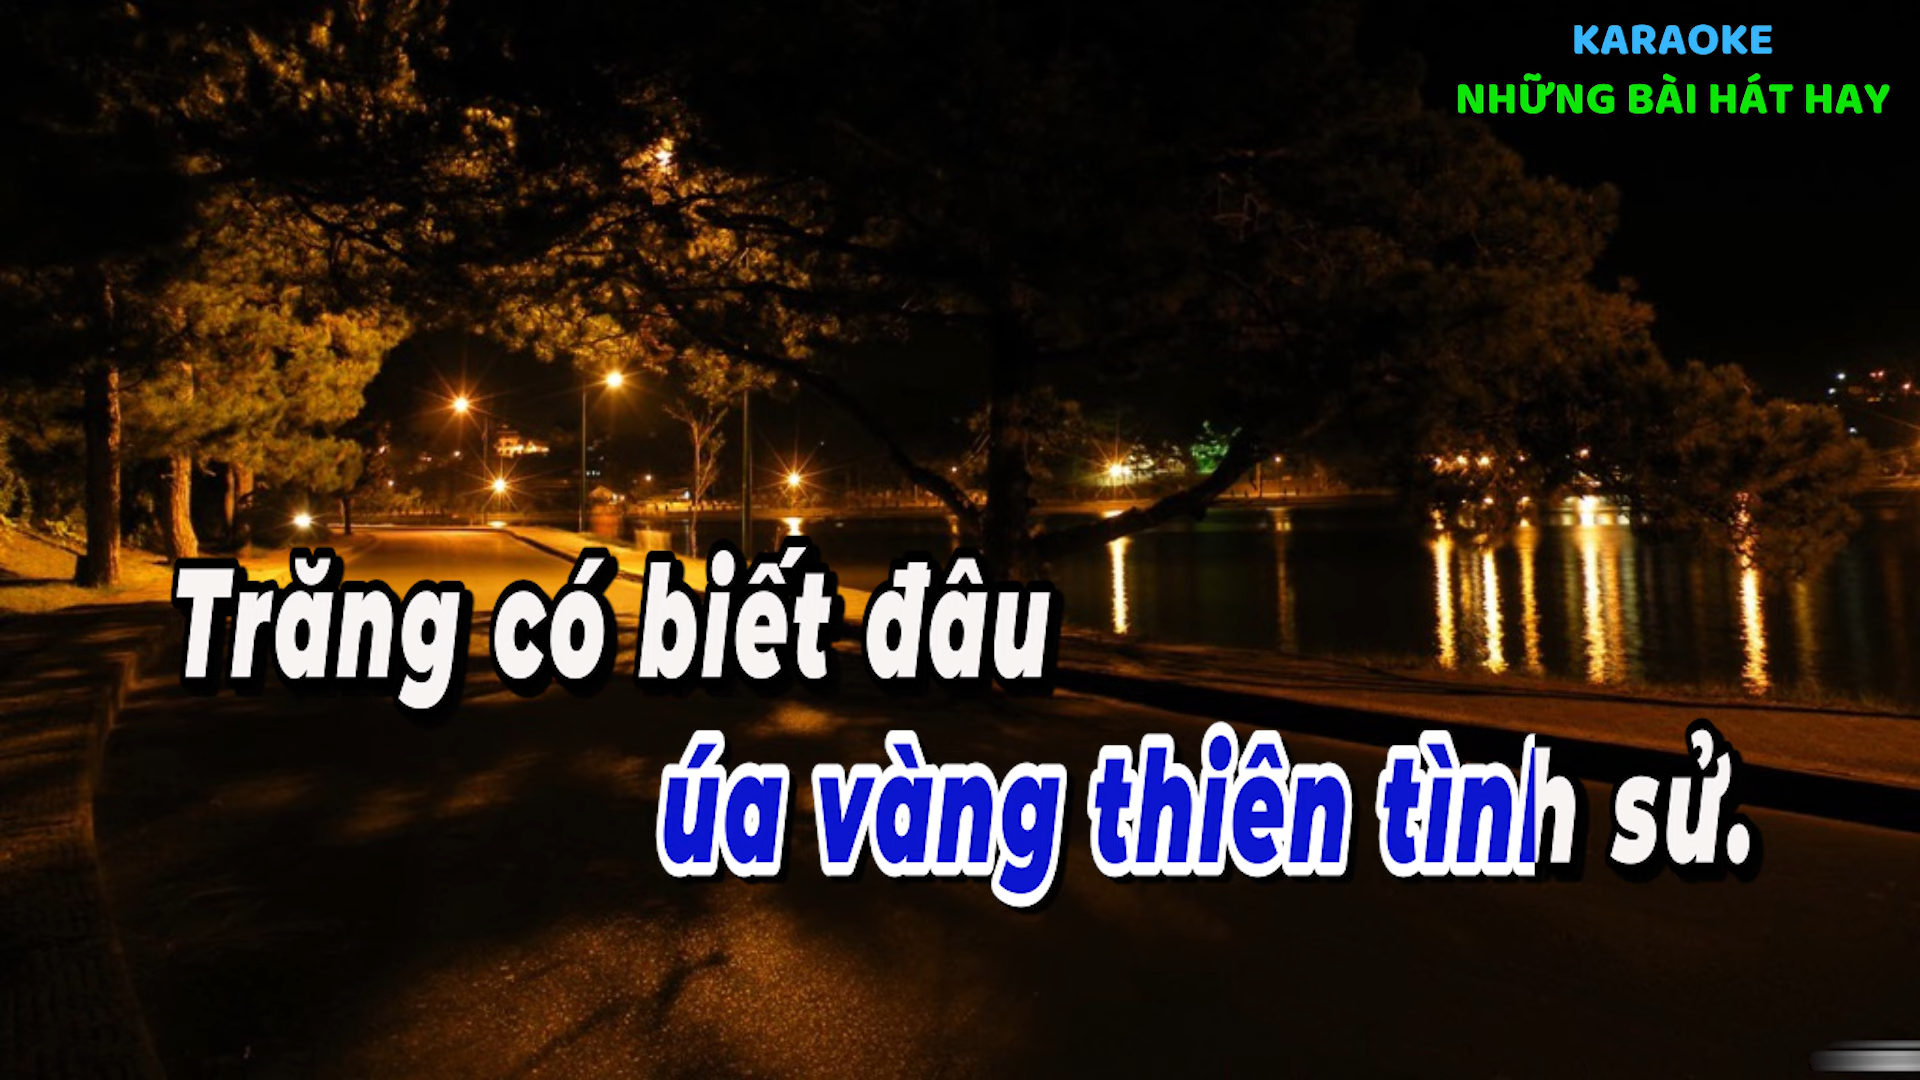 KARAOKE
NHỮNG BÀI HÁT HAY
Trăng có biết đâu
úa vàng thiên tình sử.